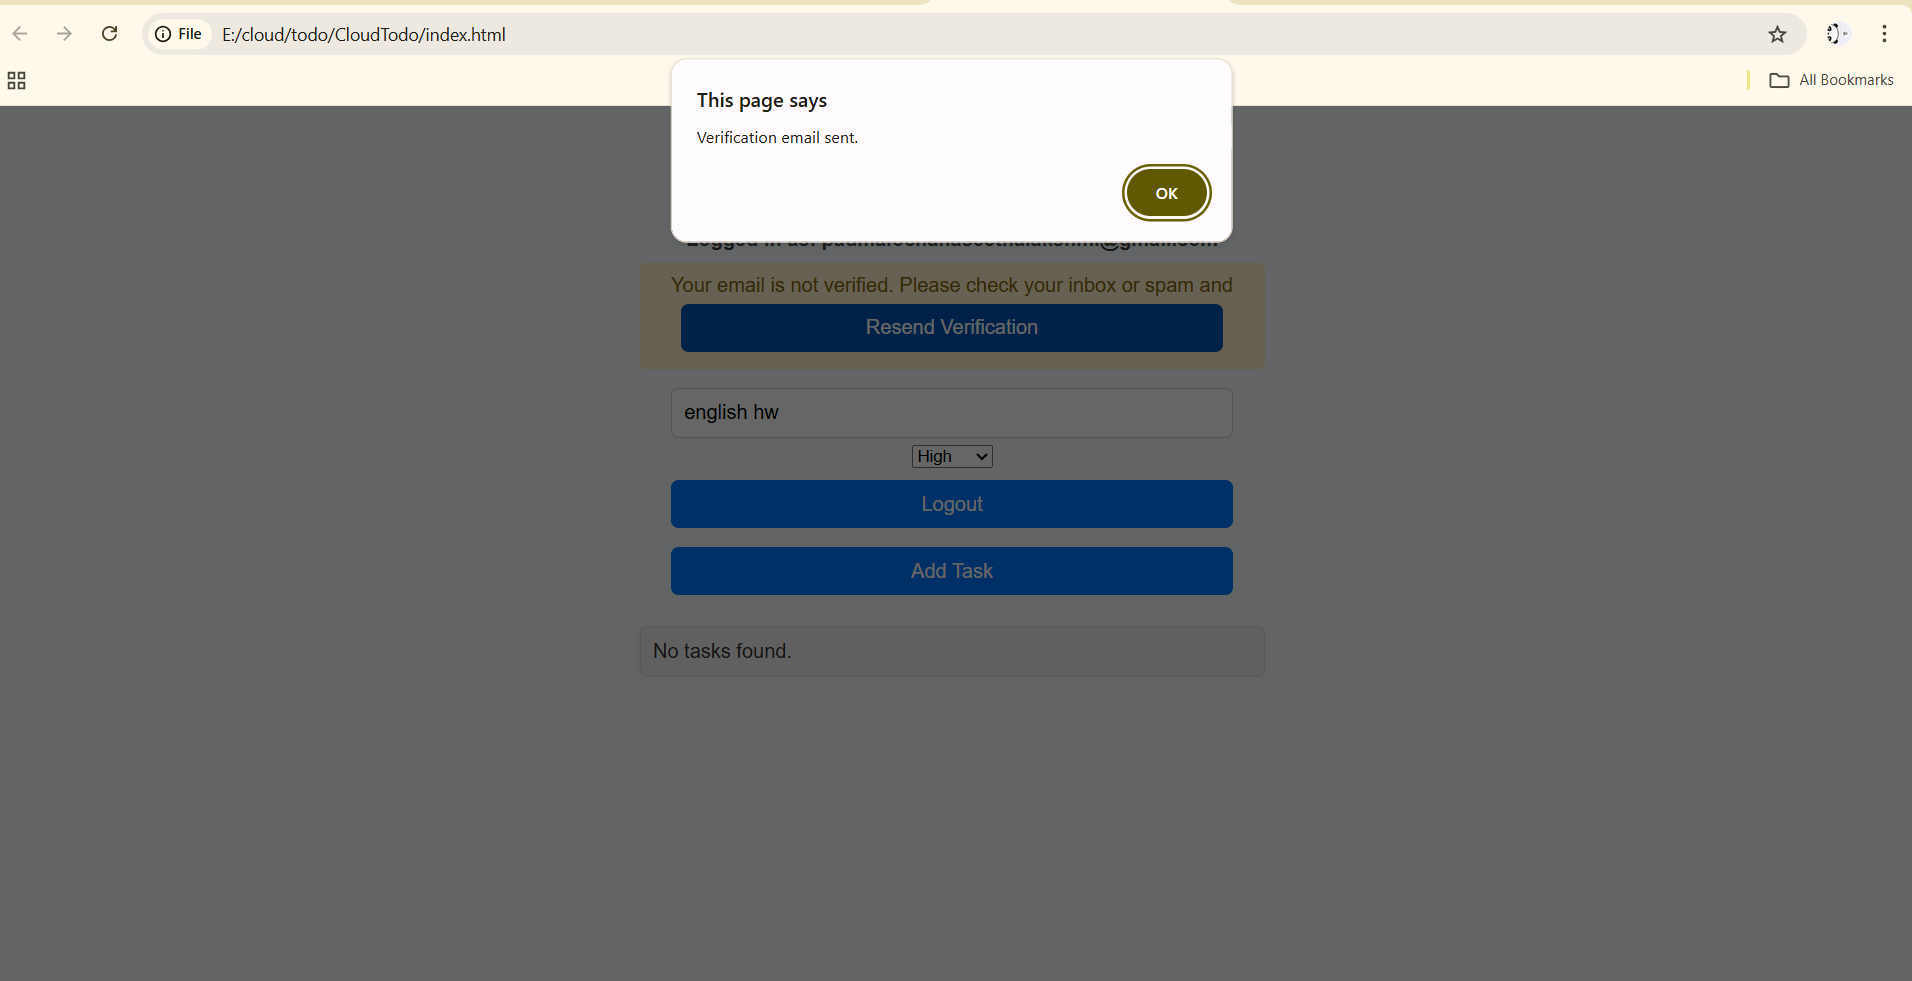 File E:/cloud/todo/CloudTodo/index.html
All Bookmarks
This page says
Verification email sent.
OK
Your email is not verified. Please check your inbox or spam and
Resend Verification
english hw
High
Logout
Add Task
No tasks found.